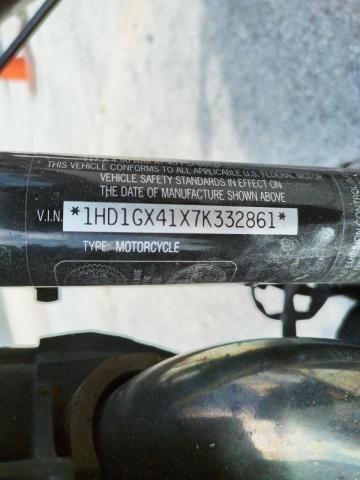 THIS VEHICLE CONFORMS TO ALL APPLICABLE U.S. FEDERAL MOTOR
VEHICLE SAFETY STANDARDS IN EFFECT ON
THE DATE OF MANUFACTURE SHOWN ABOVE
V.I.N. *1HD1GX41X7K332861*
TYPE: MOTORCYCLE